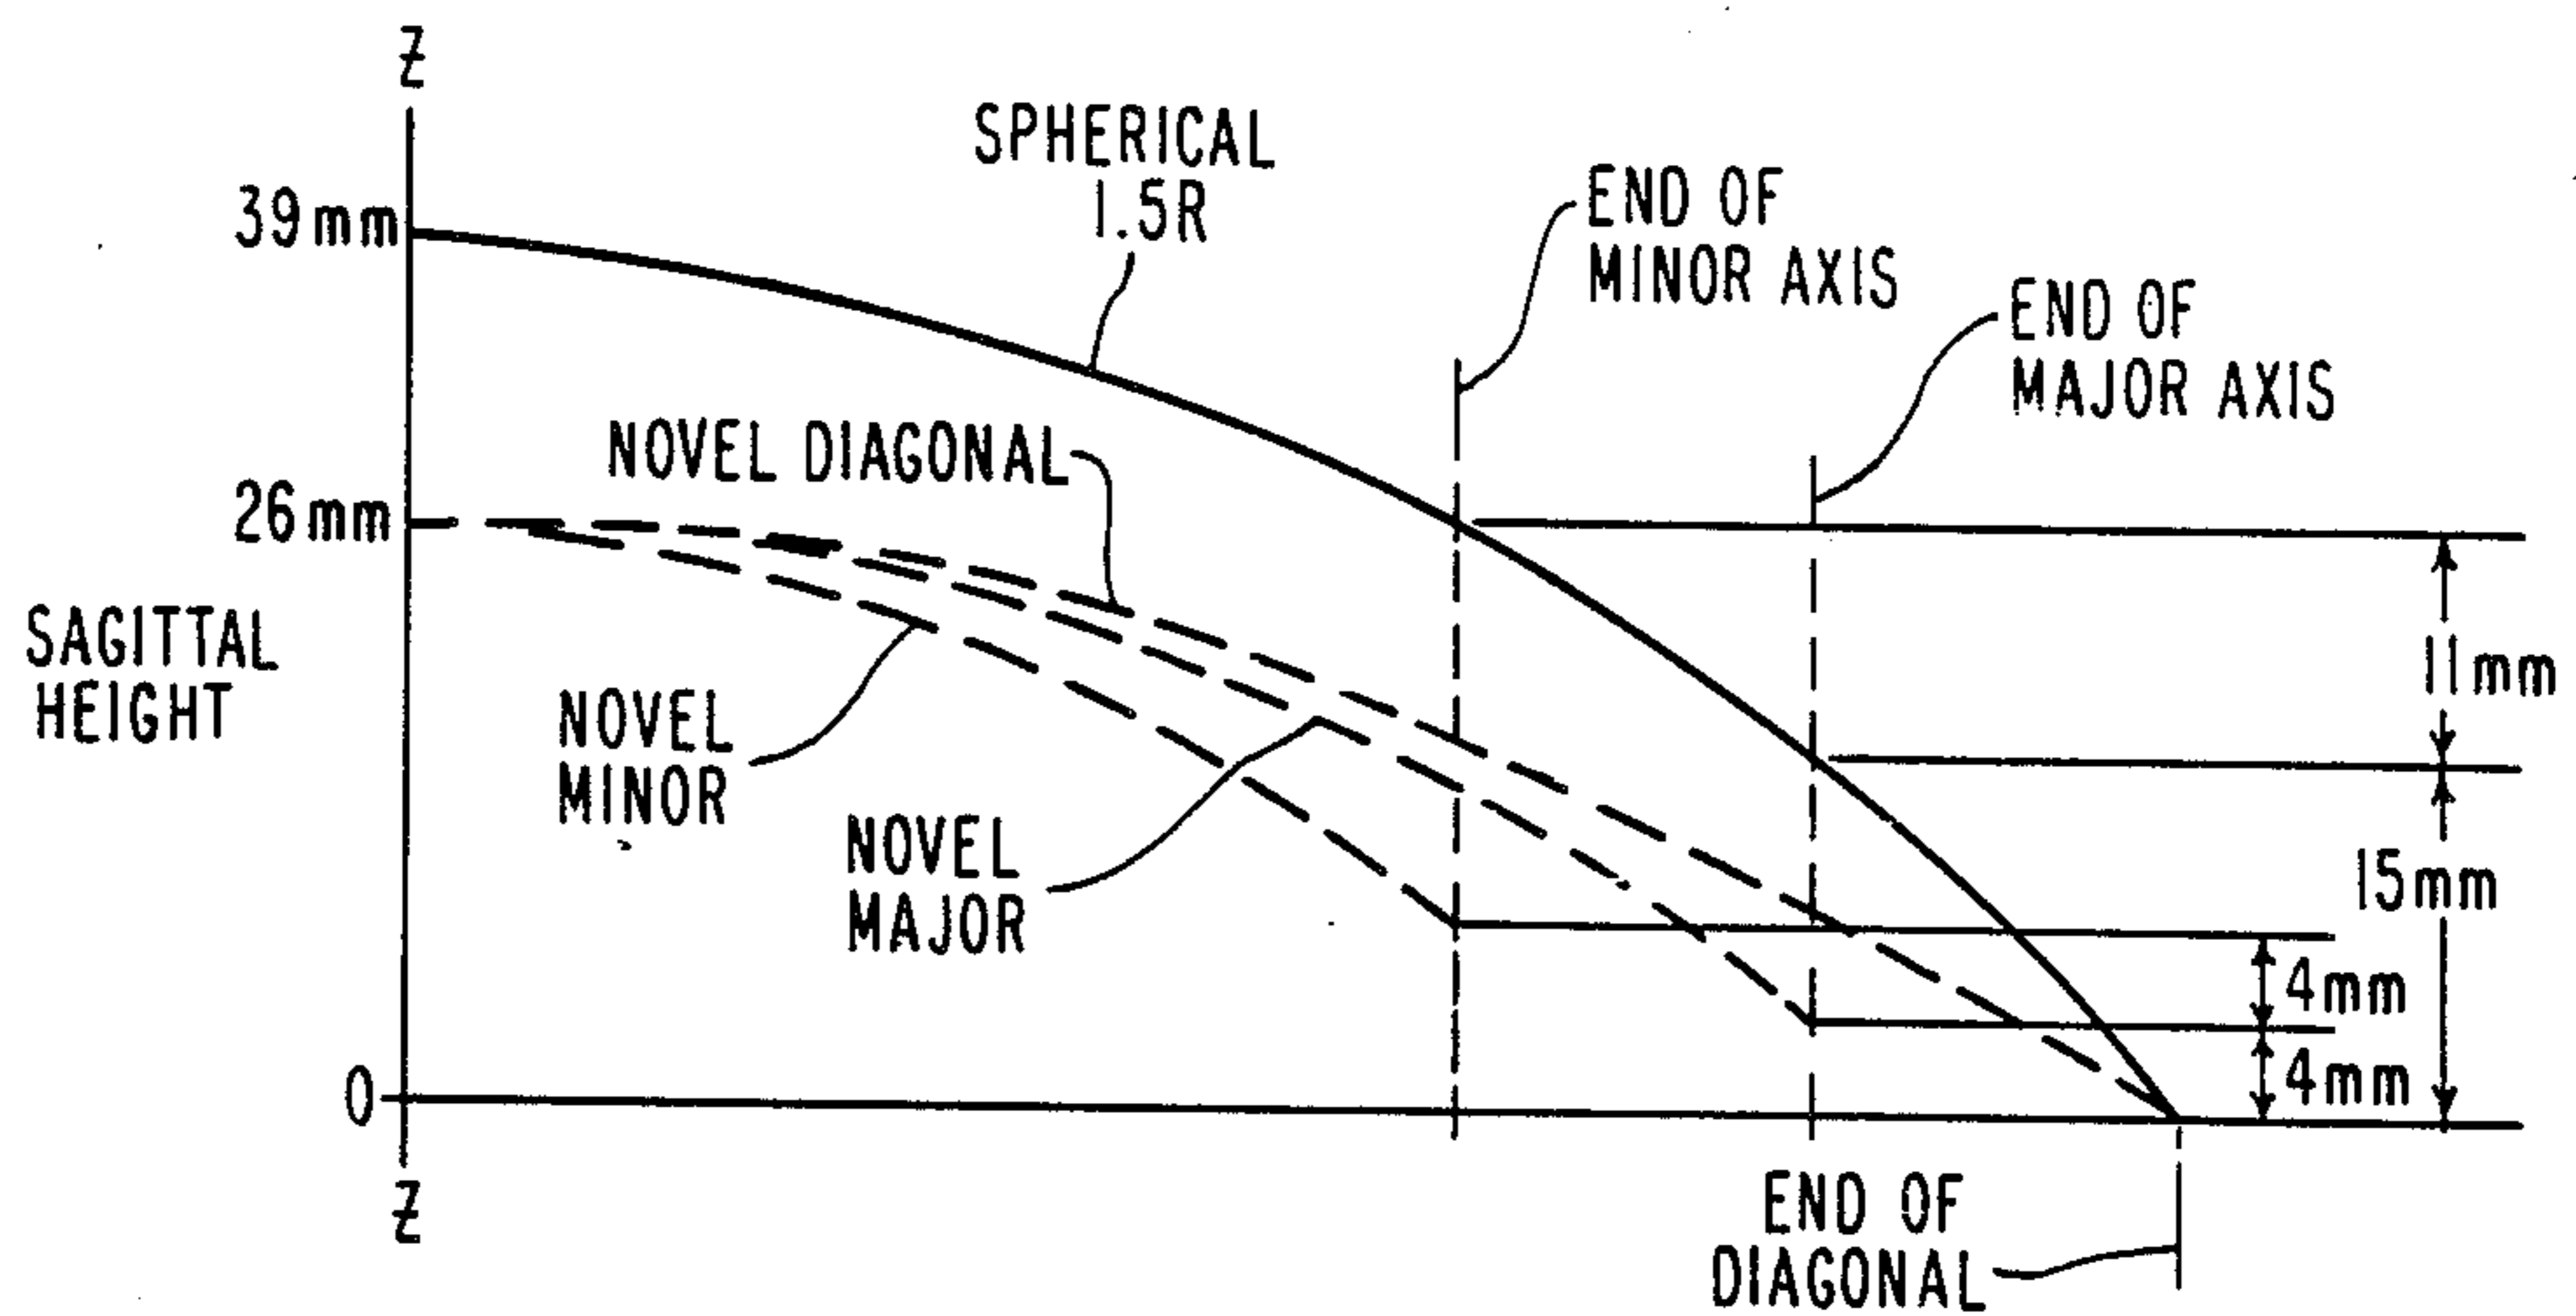 Z
SPHERICAL
1.5R
39mm
END OF
MINOR AXIS
END OF
MAJOR AXIS
NOVEL DIAGONAL
26mm
SAGITTAL
HEIGHT
NOVEL
MINOR
NOVEL
MAJOR
11mm
15mm
4mm
4mm
0
Z
END OF
DIAGONAL